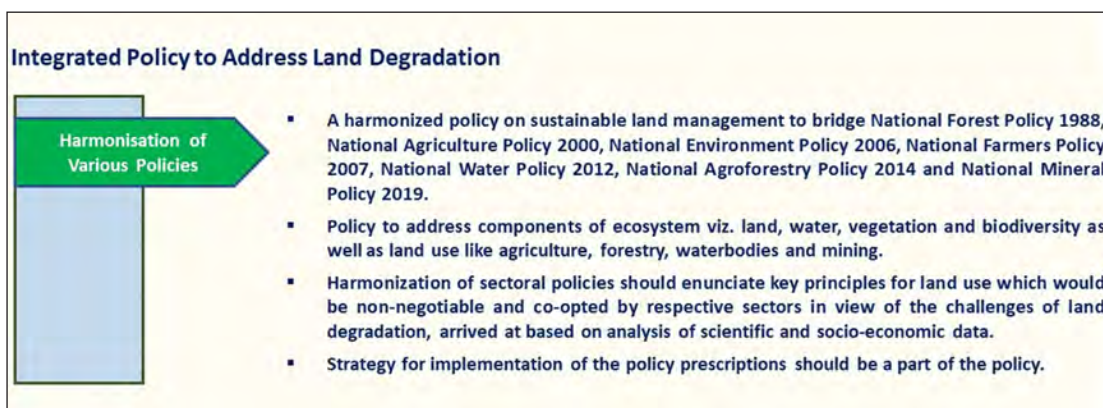 Integrated Policy to Address Land Degradation
Harmonisation of
Various Policies
▪ A harmonized policy on sustainable land management to bridge National Forest Policy 1988,
National Agriculture Policy 2000, National Environment Policy 2006, National Farmers Policy
2007, National Water Policy 2012, National Agroforestry Policy 2014 and National Mineral
Policy 2019.
▪ Policy to address components of ecosystem viz. land, water, vegetation and biodiversity as
well as land use like agriculture, forestry, waterbodies and mining.
▪ Harmonization of sectoral policies should enunciate key principles for land use which would
be non-negotiable and co-opted by respective sectors in view of the challenges of land
degradation, arrived at based on analysis of scientific and socio-economic data.
▪ Strategy for implementation of the policy prescriptions should be a part of the policy.